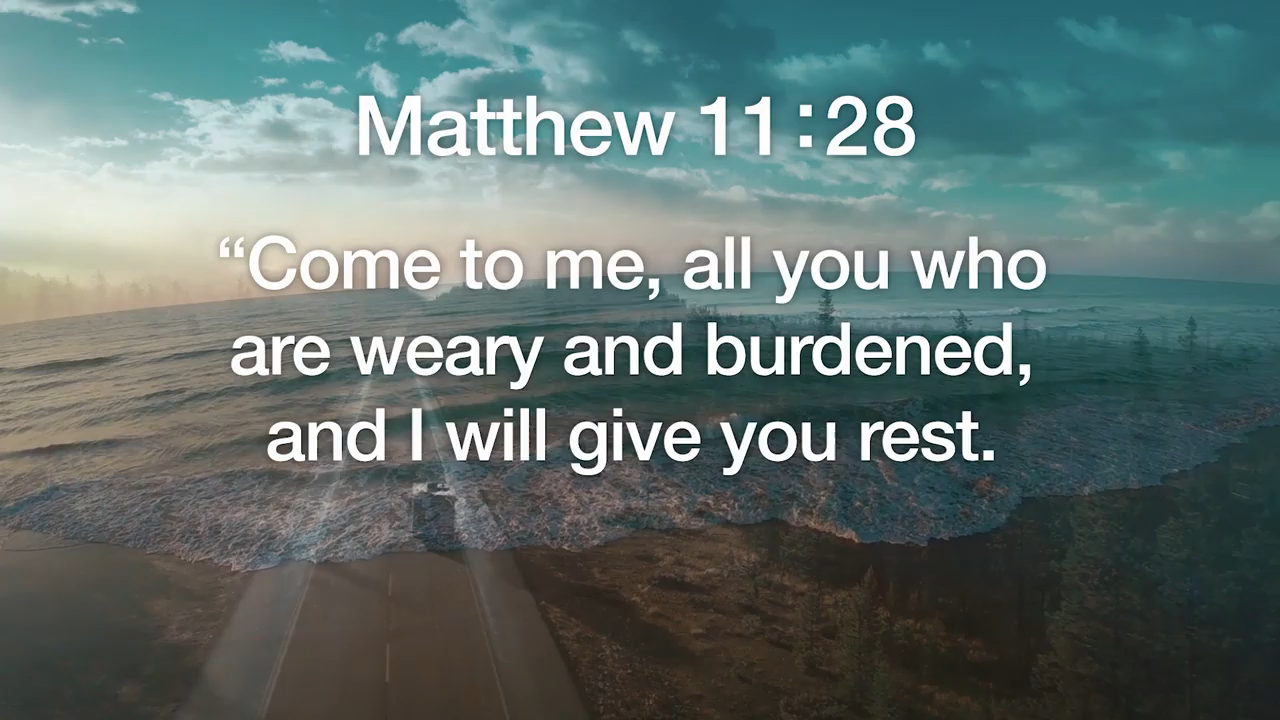 Matthew 11:28
“Come to me, all you who
are weary and burdened,
and I will give you rest.